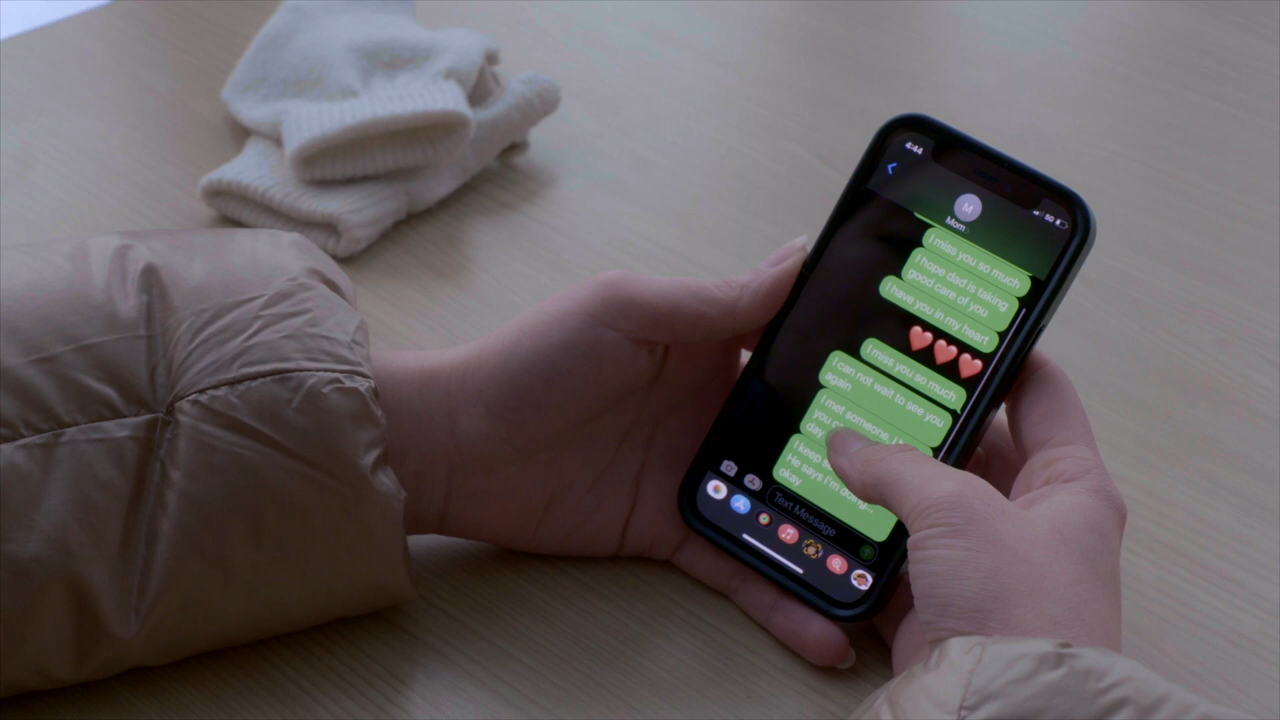 4:44
5G
M
Mom
I miss you so much
I hope dad is taking
good care of you
I have you in my heart
I miss you so much
I can not wait to see you
again
I met someone, I
you
day
I keep
He says I'm doing...
okay
Text Message